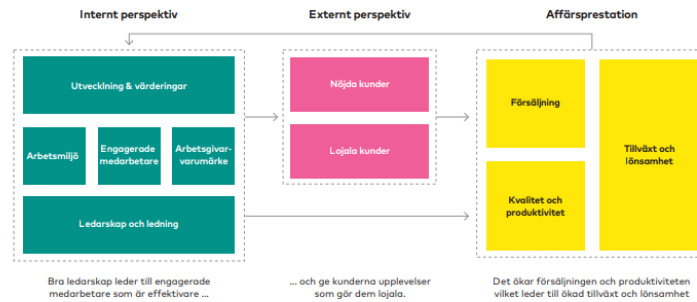 Internt perspektiv
Externt perspektiv
Affärsprestation
Utveckling & värderingar
Arbetsmiljö
Engagerade
medarbetare
Arbetsgivar-
varumärke
Ledarskap och ledning
Nöjda kunder
Lojala kunder
Försäljning
Kvalitet och
produktivitet
Tillväxt och
lönsamhet
Bra ledarskap leder till engagerade
medarbetare som är effektivare ...
... och ge kunderna upplevelser
som gör dem lojala.
Det ökar försäljningen och produktiviteten
vilket leder till ökad tillväxt och lönsamhet